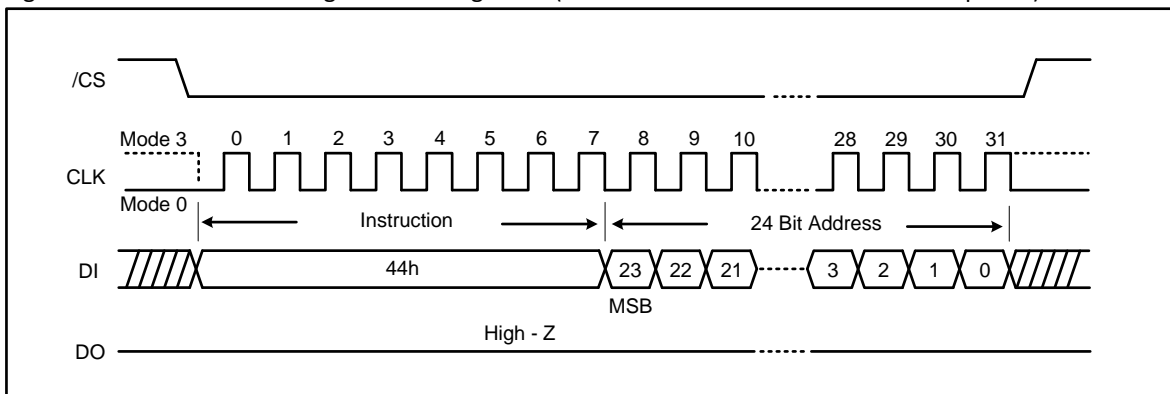 /CS
Mode 3 0 1 2 3 4 5 6 7 8 9 10 28 29 30 31
CLK
Mode 0
Instruction 24 Bit Address
DI 44h 23 22 21 3 2 1 0
MSB
High - Z
DO